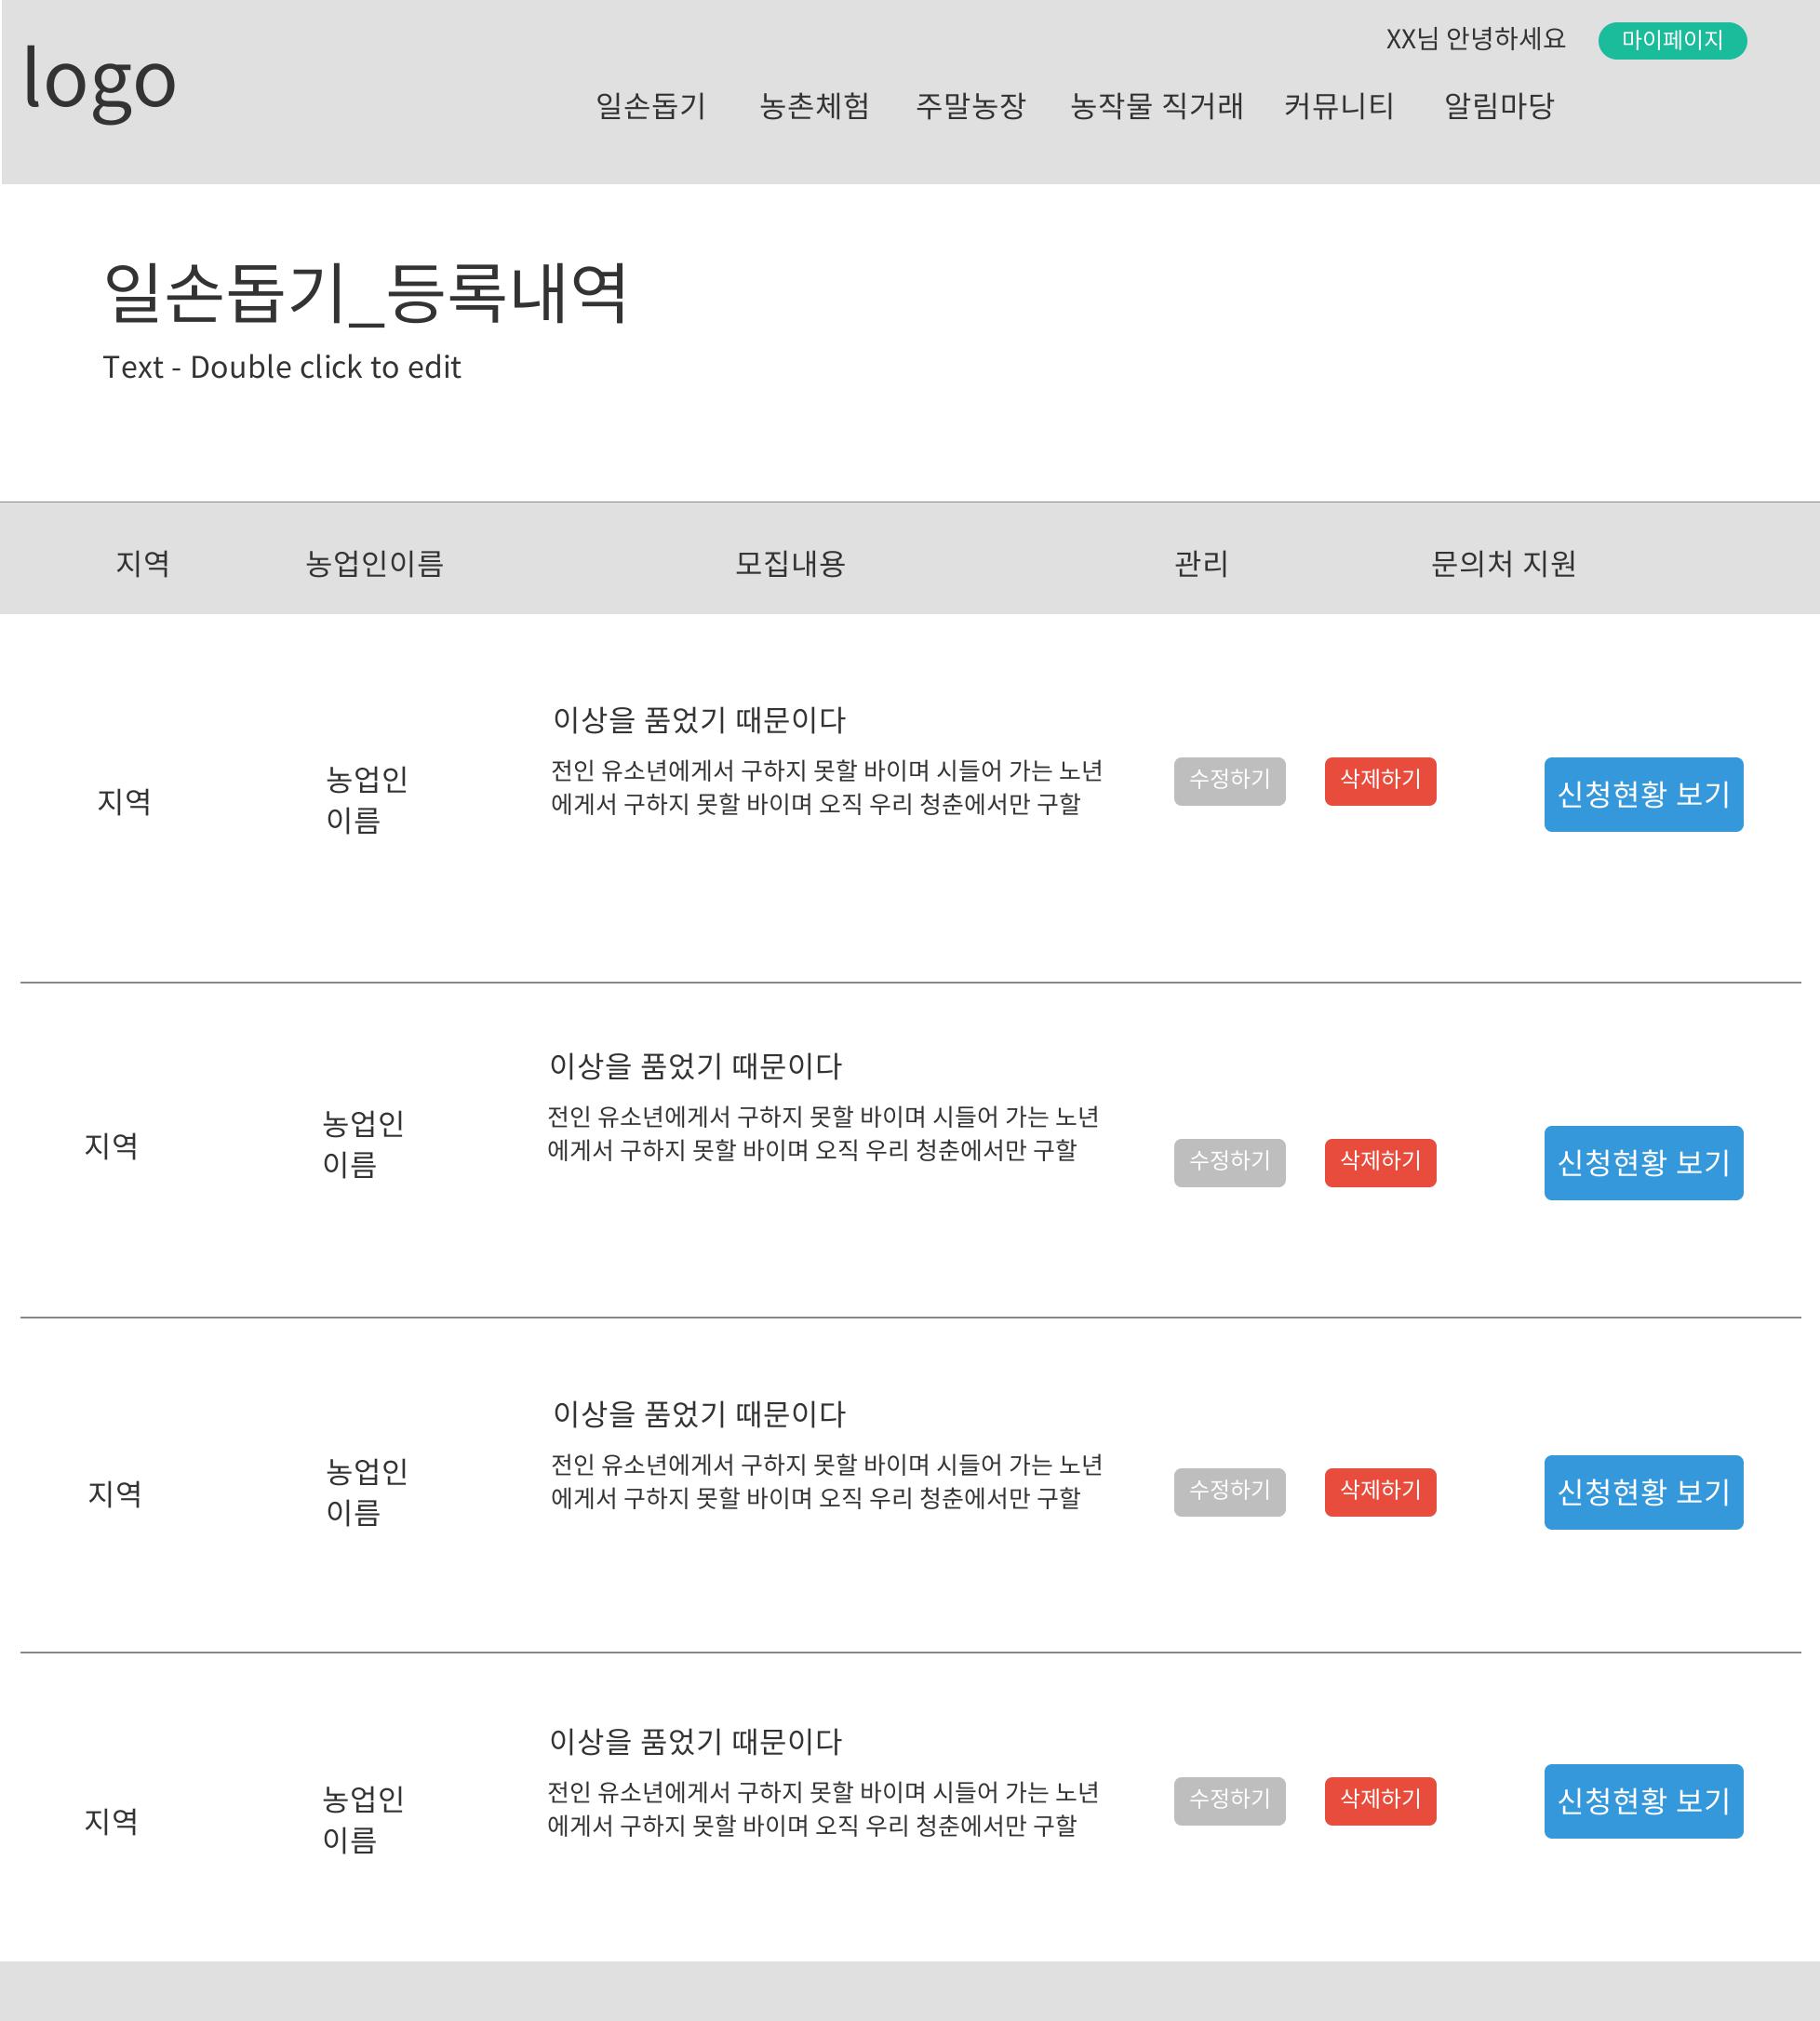 logo
XX님 안녕하세요
마이페이지
일손돕기 농촌체험 주말농장 농작물 직거래 커뮤니티 알림마당
일손돕기_등록내역
Text - Double click to edit
지역 농업인이름 모집내용 관리 문의처 지원
이상을 품었기 때문이다
전인 유소년에게서 구하지 못할 바이며 시들어 가는 노년
에게서 구하지 못할 바이며 오직 우리 청춘에서만 구할
지역
농업인
이름
수정하기
삭제하기
신청현황 보기
이상을 품었기 때문이다
전인 유소년에게서 구하지 못할 바이며 시들어 가는 노년
에게서 구하지 못할 바이며 오직 우리 청춘에서만 구할
지역
농업인
이름
수정하기
삭제하기
신청현황 보기
이상을 품었기 때문이다
전인 유소년에게서 구하지 못할 바이며 시들어 가는 노년
에게서 구하지 못할 바이며 오직 우리 청춘에서만 구할
지역
농업인
이름
수정하기
삭제하기
신청현황 보기
이상을 품었기 때문이다
전인 유소년에게서 구하지 못할 바이며 시들어 가는 노년
에게서 구하지 못할 바이며 오직 우리 청춘에서만 구할
지역
농업인
이름
수정하기
삭제하기
신청현황 보기